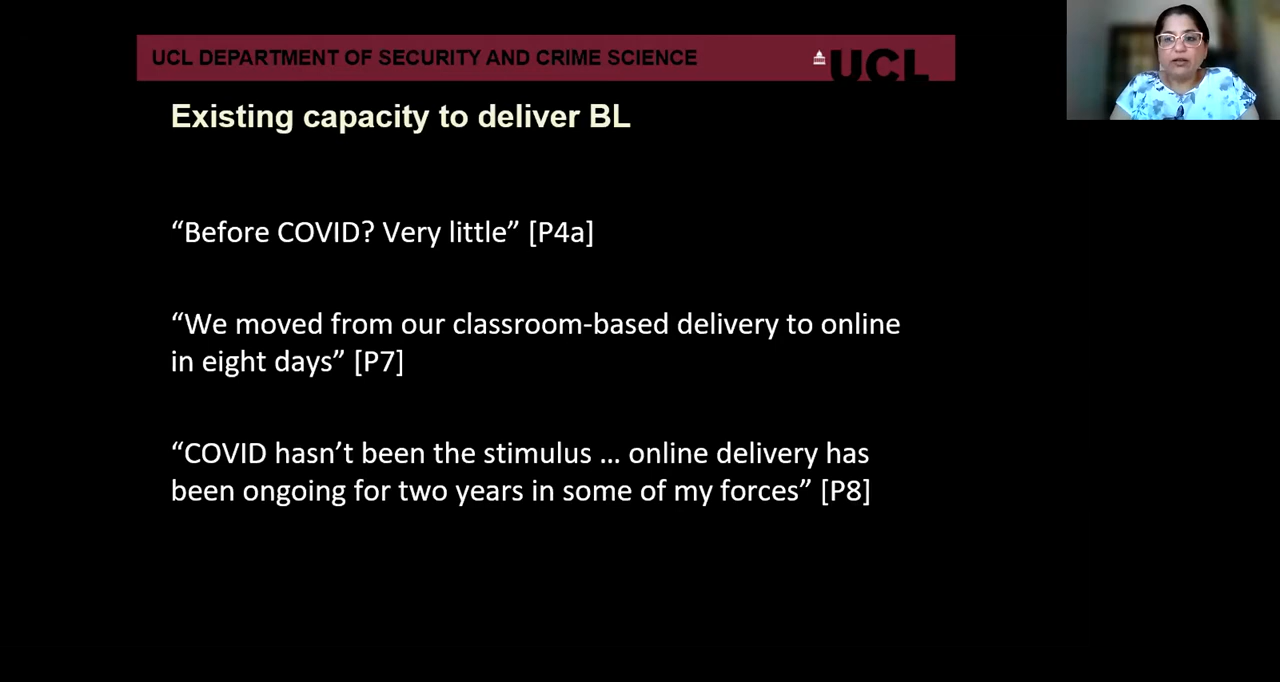 UCL DEPARTMENT OF SECURITY AND CRIME SCIENCE
UCL
Existing capacity to deliver BL
“Before COVID? Very little” [P4a]
“We moved from our classroom-based delivery to online
in eight days” [P7]
“COVID hasn’t been the stimulus … online delivery has
been ongoing for two years in some of my forces” [P8]